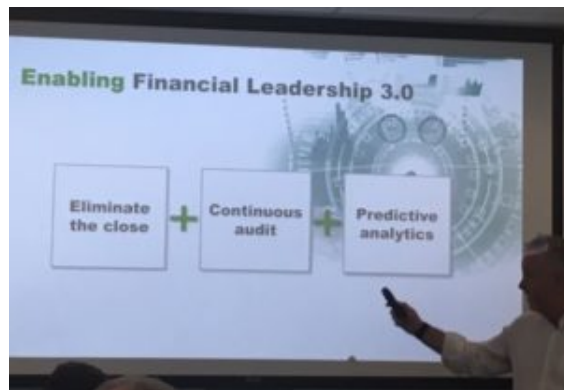 Enabling Financial Leadership 3.0
Eliminate
the close
+
Continuous
audit
+
Predictive
analytics